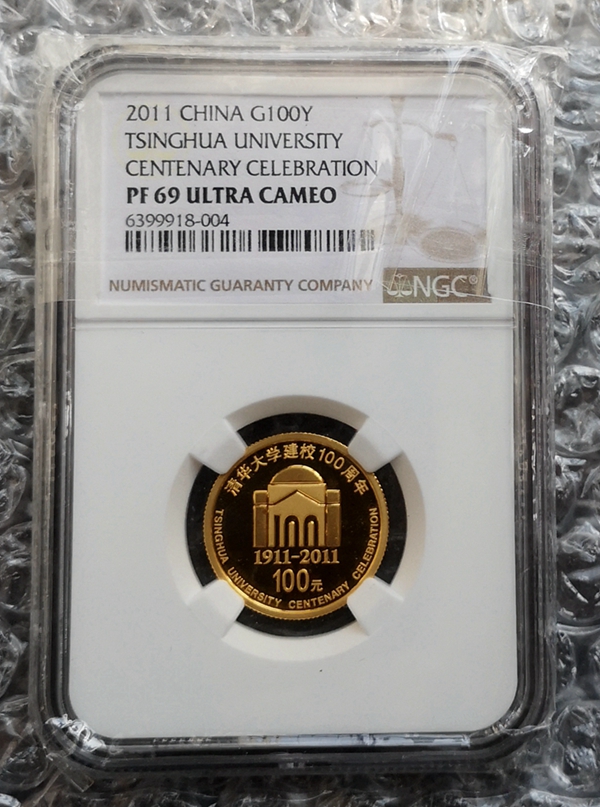 2011 CHINA G100Y
TSINGHUA UNIVERSITY
CENTENARY CELEBRATION
PF 69 ULTRA CAMEO
6399918-004
NUMISMATIC GUARANTY COMPANY
NGC®
清华大学建校100周年
1911-2011
100元
TSINGHUA UNIVERSITY CENTENARY CELEBRATION